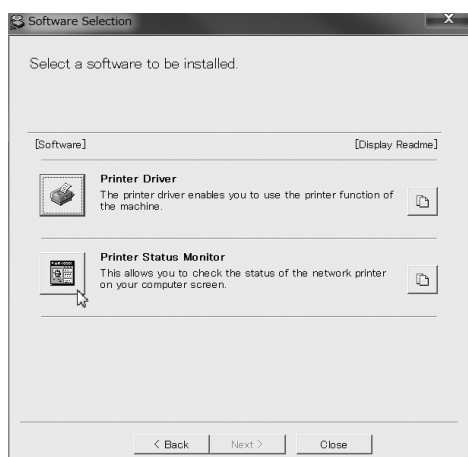 Software Selection
Select a software to be installed.
[Software] [Display Readme]
Printer Driver
The printer driver enables you to use the printer function of
the machine.
Printer Status Monitor
This allows you to check the status of the network printer
on your computer screen.
< Back Next > Close